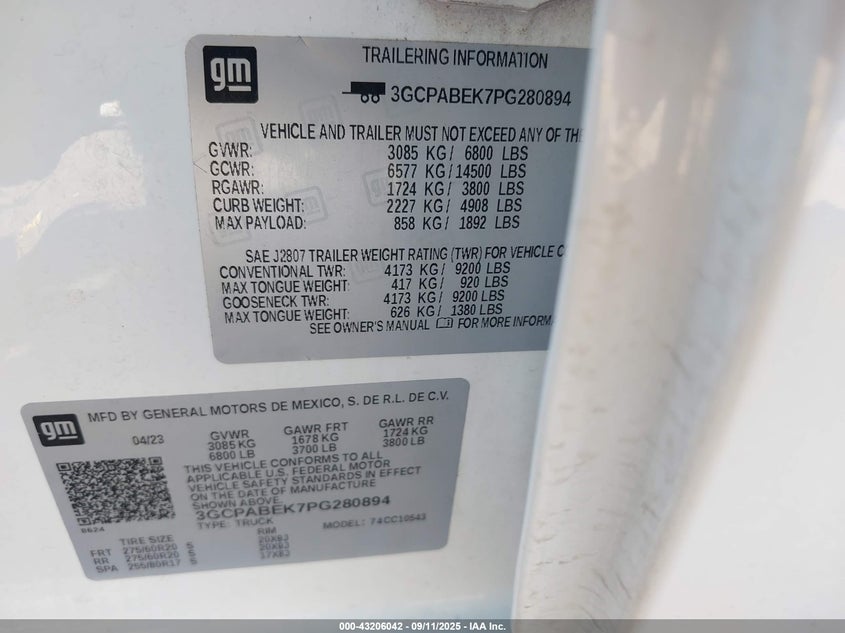 gm
TRAILERING INFORMATION
3GCPABEK7PG280894
VEHICLE AND TRAILER MUST NOT EXCEED ANY OF
GVWR: 3085 KG/ 6800 LBS
GCWR: 6577 KG/14500 LBS
RGAWR: 1724 KG/ 3800 LBS
CURB WEIGHT: 2227 KG/ 4908 LBS
MAX PAYLOAD: 858 KG/ 1892 LBS
SAE J2807 TRAILER WEIGHT RATING (TWR) FOR VEHICLE
CONVENTIONAL TWR: 4173 KG/ 9200 LBS
MAX TONGUE WEIGHT: 417 KG/ 920 LBS
GOOSENECK TWR: 4173 KG/ 9200 LBS
MAX TONGUE WEIGHT: 626 KG/ 1380 LBS
SEE OWNER'S MANUAL FOR MORE INFORMA
gm
MFD BY GENERAL MOTORS DE MEXICO, S. DE R.L. DE C.V.
04/23 GVWR GAWR FRT GAWR RR
3085 KG 1678 KG 1724 KG
6800 LB 3700 LB 3800 LB
THIS VEHICLE CONFORMS TO ALL
APPLICABLE U.S. FEDERAL MOTOR
VEHICLE SAFETY STANDARDS IN EFFECT
ON THE DATE OF MANUFACTURE
SHOWN ABOVE.
3GCPABEK7PG280894
TYPE: TRUCK MODEL: 74CC10543
8624
TIRE SIZE RIM
FRT 275/60R20 S 20X9J
RR 275/60R20 S 20X9J
SPA 255/80R17 S 17X8J
000-43206042 - 09/11/2025 - IAA Inc.